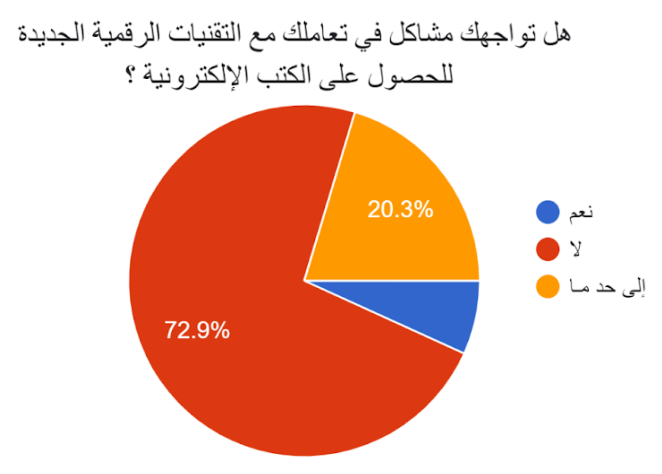 هل تواجهك مشاكل في تعاملك مع التقنيات الرقمية الجديدة
للحصول على الكتب الإلكترونية ؟
20.3%
نعم
لا
إلى حد ما
72.9%